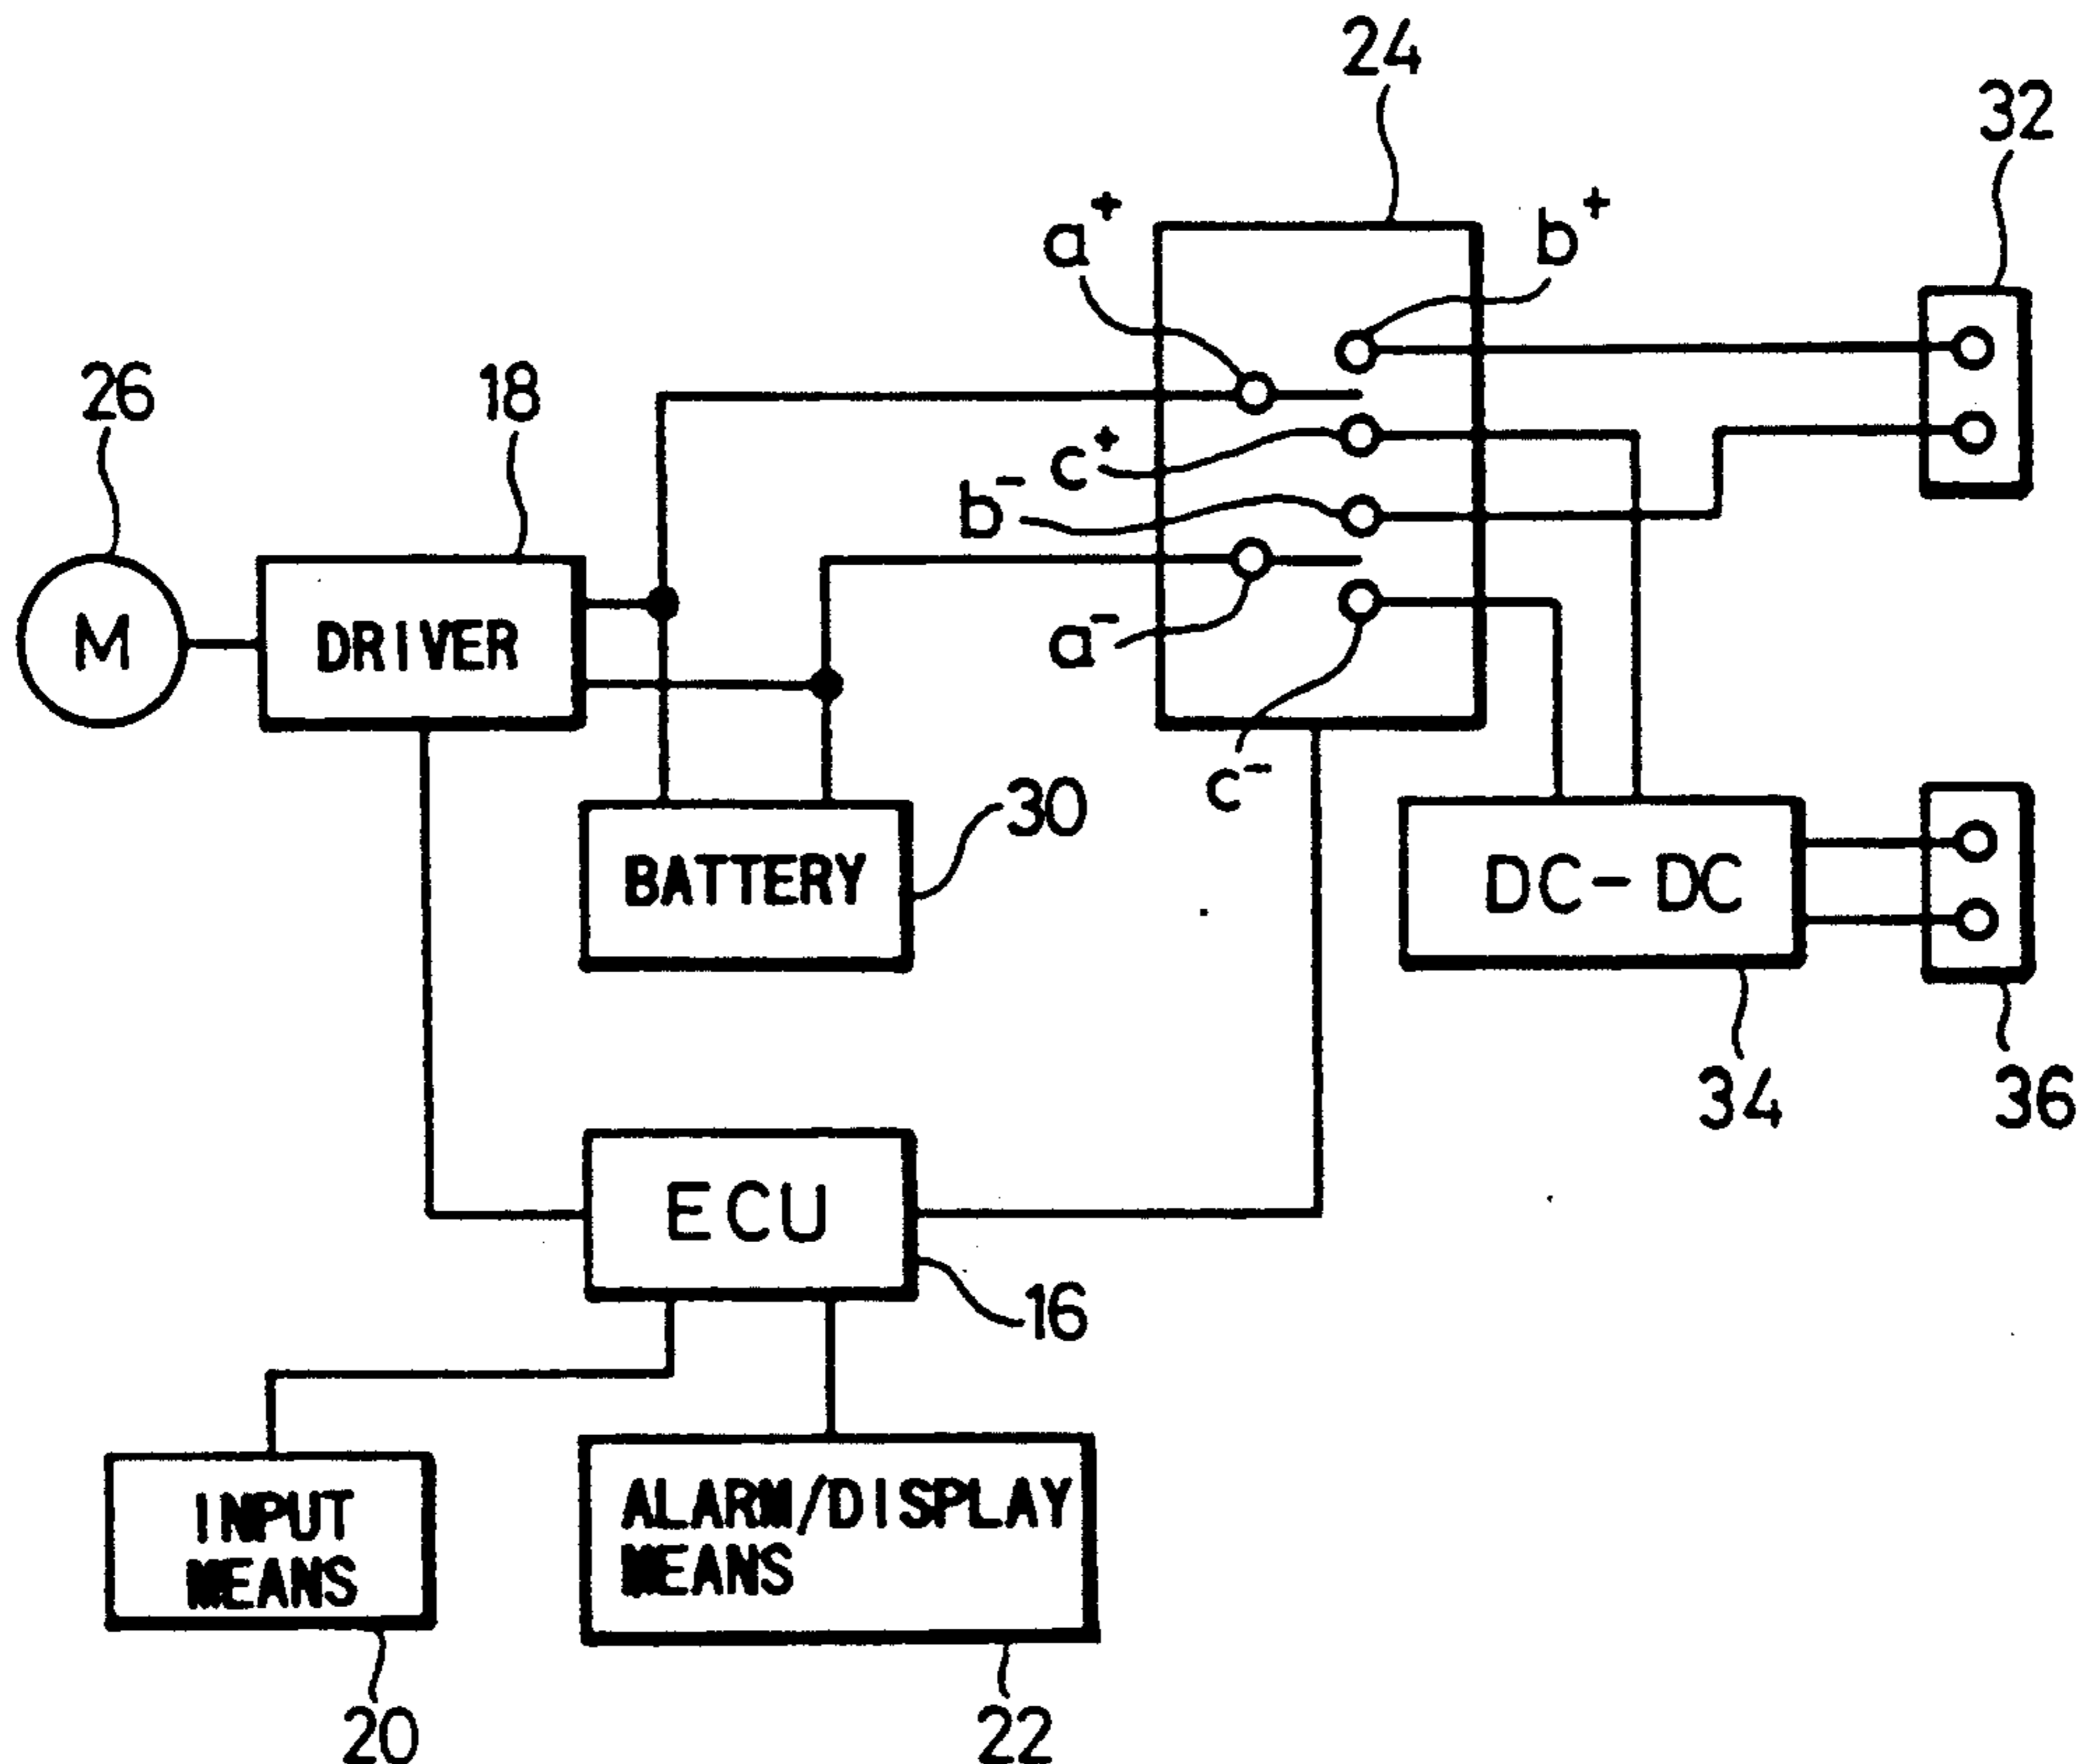 24
32
a+
b+
26
18
c+
b-
M
DRIVER
a-
c-
30
BATTERY
DC-DC
34
36
ECU
16
INPUT
MEANS
ALARM/DISPLAY
MEANS
20
22